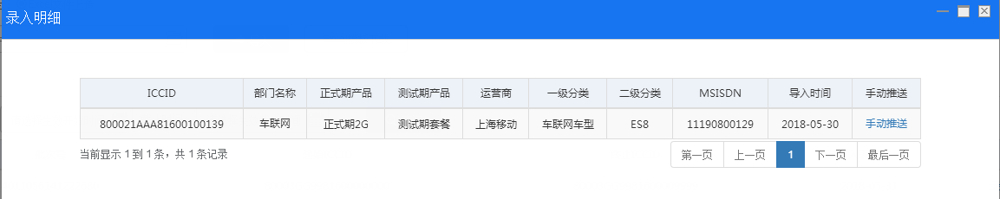 录入明细
ICCID 部门名称 正式期产品 测试期产品 运营商 一级分类 二级分类 MSISDN 导入时间 手动推送
800021AAA81600100139 车联网 正式期2G 测试期套餐 上海移动 车联网车型 ES8 11190800129 2018-05-30 手动推送
当前显示 1 到 1 条，共 1 条记录 第一页 上一页 1 下一页 最后一页